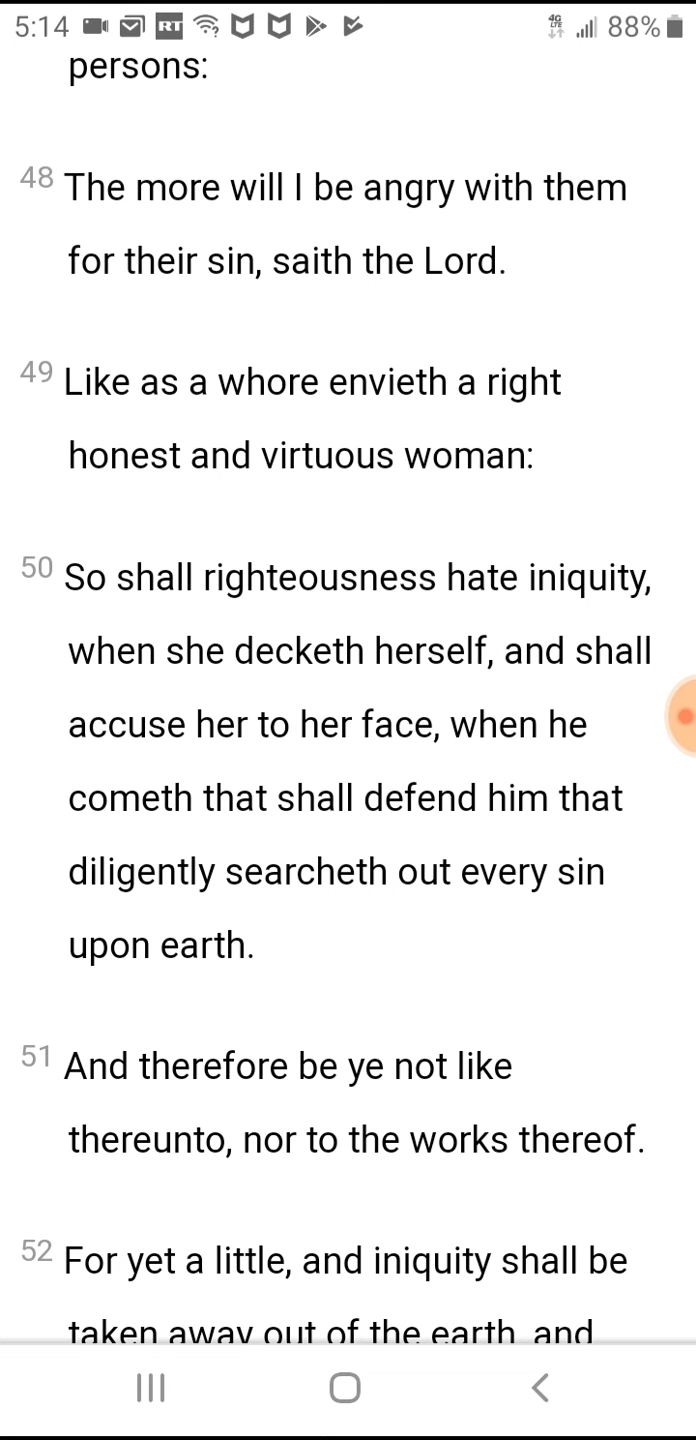 5:14 RT 4G LTE 88%
persons:
48 The more will I be angry with them
for their sin, saith the Lord.
49 Like as a whore envieth a right
honest and virtuous woman:
50 So shall righteousness hate iniquity,
when she decketh herself, and shall
accuse her to her face, when he
cometh that shall defend him that
diligently searcheth out every sin
upon earth.
51 And therefore be ye not like
thereunto, nor to the works thereof.
52 For yet a little, and iniquity shall be
taken away out of the earth, and